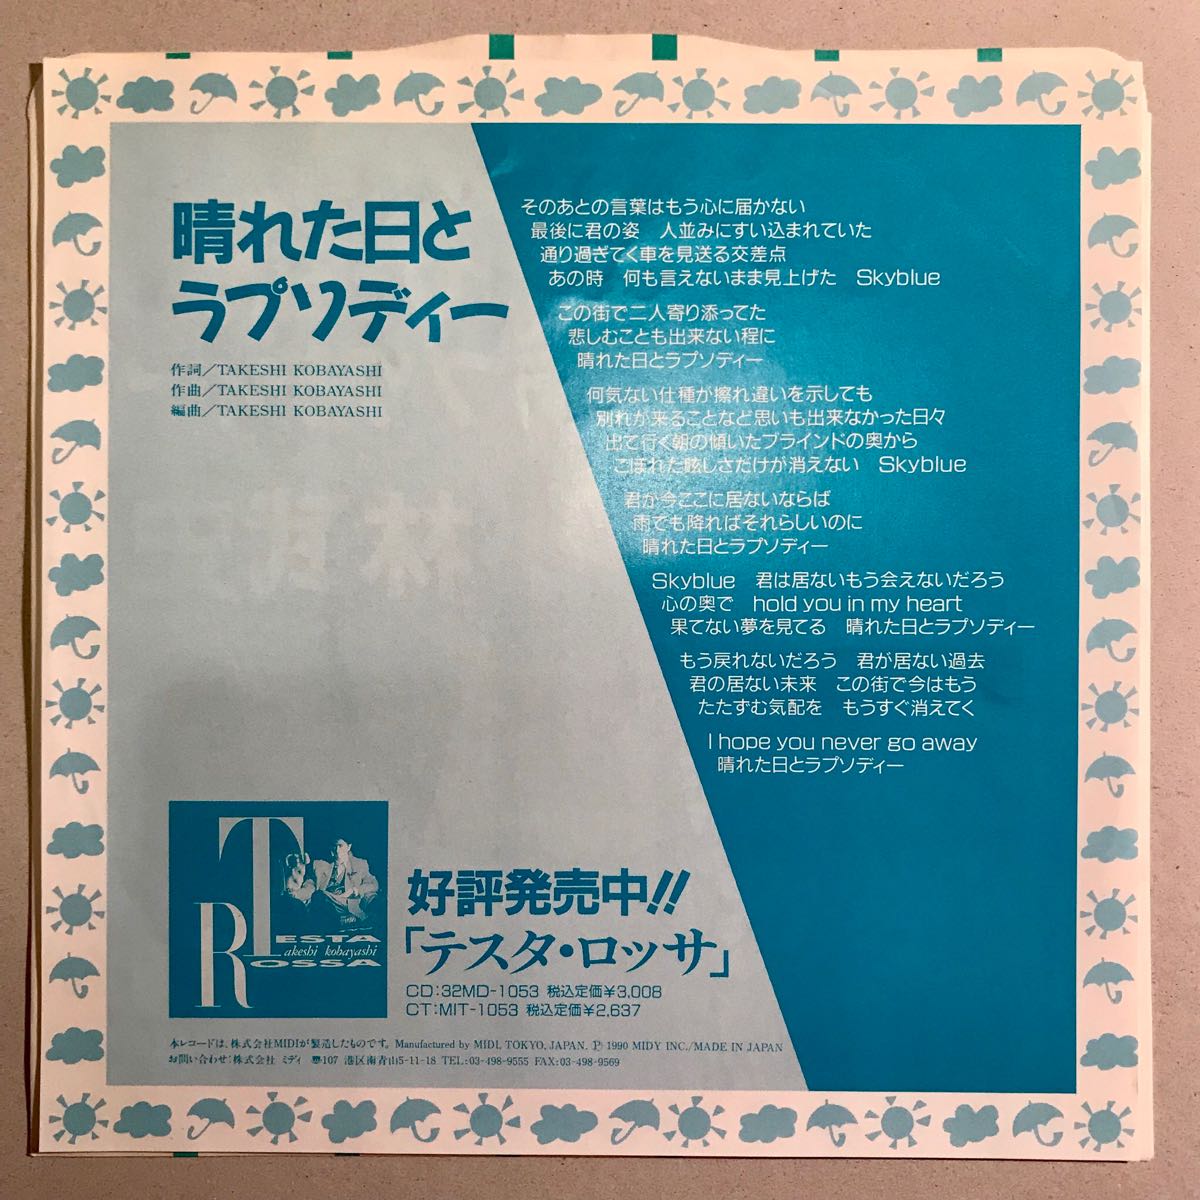 晴れた日と
ラプソディー
作詞／TAKESHI KOBAYASHI
作曲／TAKESHI KOBAYASHI
編曲／TAKESHI KOBAYASHI
そのあとの言葉はもう心に届かない
最後に君の姿　人並みにすい込まれていた
通り過ぎてく車を見送る交差点
あの時　何も言えないまま見上げた　Skyblue
この街で二人寄り添ってた
悲しむことも出来ない程に
晴れた日とラプソディー
何気ない仕種が擦れ違いを示しても
別れが来ることなど思いも出来なかった日々
出て行く朝の傾いたブラインドの奥から
こぼれた眩しさだけが消えない　Skyblue
君が今ここに居ないならば
雨でも降ればそれらしいのに
晴れた日とラプソディー
Skyblue　君は居ないもう会えないだろう
心の奥で　hold you in my heart
果てない夢を見てる　晴れた日とラプソディー
もう戻れないだろう　君が居ない過去
君の居ない未来　この街で今はもう
たたずむ気配を　もうすぐ消えてく
I hope you never go away
晴れた日とラプソディー
TESTA
takeshi kobayashi
ROSSA
好評発売中!!
「テスタ・ロッサ」
CD:32MD-1053 税込定価¥3,008
CT:MIT-1053 税込定価¥2,637
本レコードは、株式会社MIDIが製造したものです。Manufactured by MIDI, TOKYO, JAPAN. Ⓟ 1990 MIDY INC./MADE IN JAPAN
お問い合わせ：株式会社 ミディ 〠107 港区南青山5-11-18 TEL:03-498-9555 FAX:03-498-9569